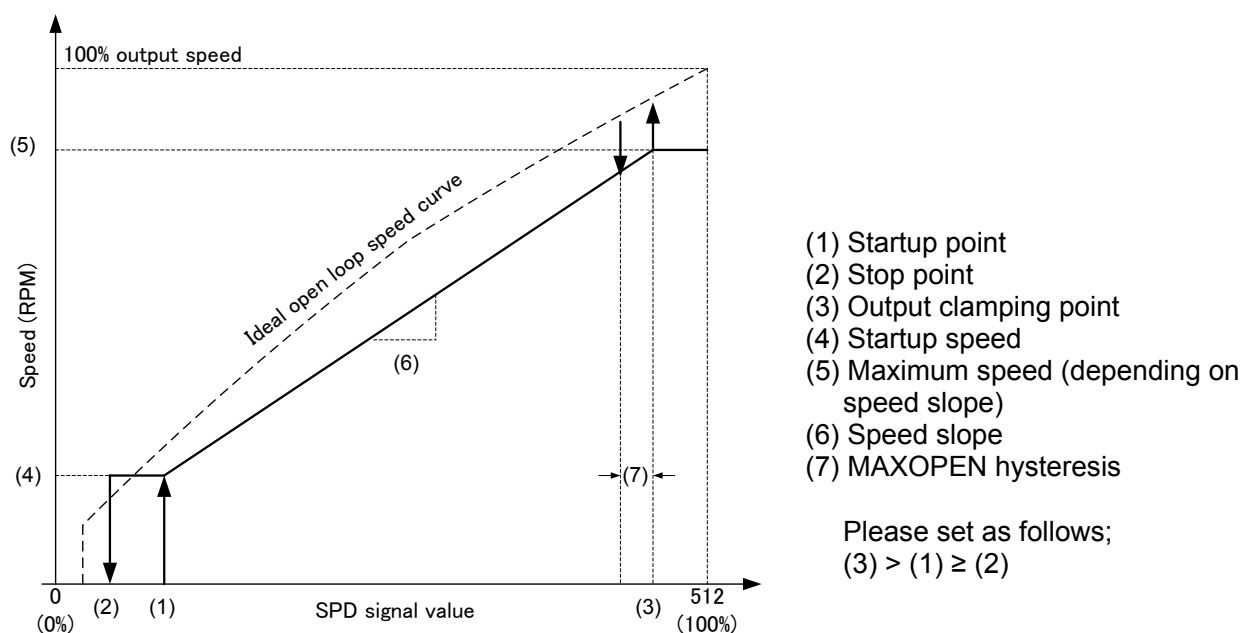 100% output speed
(5)
Speed (RPM)
Ideal open loop speed curve
(6)
(4)
(7)
0
(0%)
(2)
(1)
SPD signal value
(3)
512
(100%)
(1) Startup point
(2) Stop point
(3) Output clamping point
(4) Startup speed
(5) Maximum speed (depending on
speed slope)
(6) Speed slope
(7) MAXOPEN hysteresis
Please set as follows;
(3) > (1) ≥ (2)